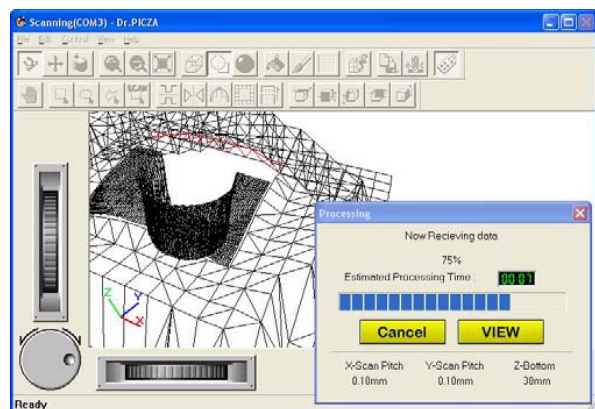 Scanning(COM3) - Dr.PICZA
File Edit Control View Help
SCAN
Z
Y
X
Processing
Now Recieving data
75%
Estimated Processing Time : 00 07
Cancel VIEW
X-Scan Pitch Y-Scan Pitch Z-Bottom
0.10mm 0.10mm 30mm
Ready